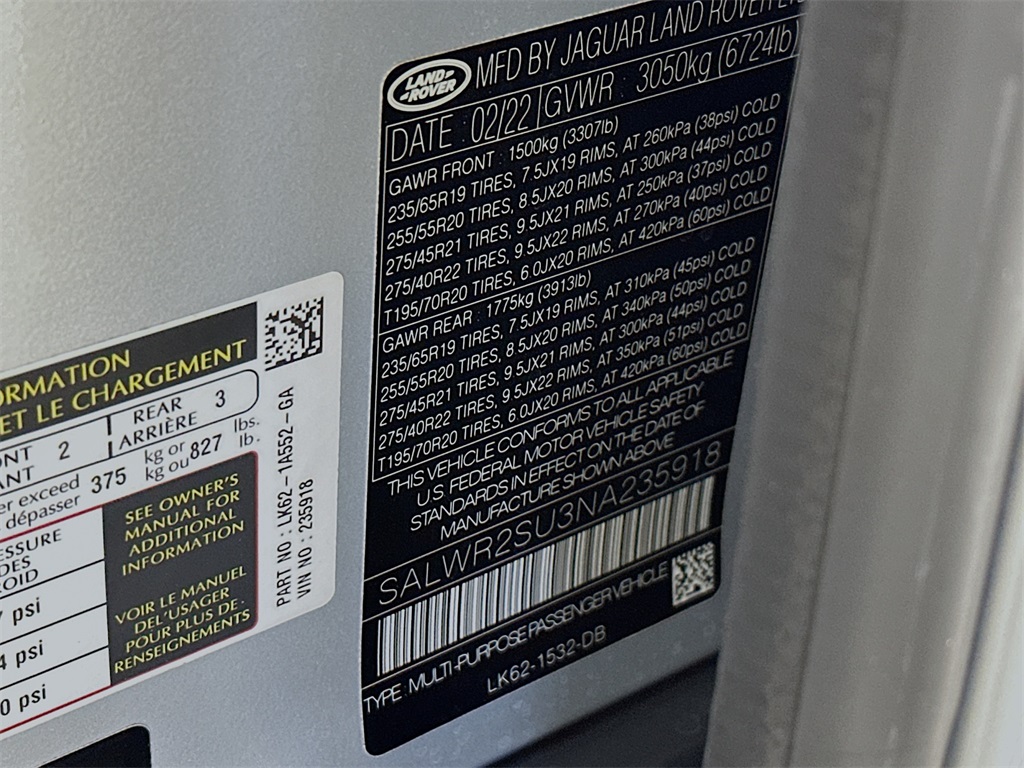 LAND-
-ROVER
MFD BY JAGUAR LAND ROVER
DATE : 02/22 GVWR : 3050kg (6724lb)
GAWR FRONT : 1500kg (3307lb)
235/65R19 TIRES, 7.5JX19 RIMS, AT 260kPa (38psi) COLD
255/55R20 TIRES, 8.5JX20 RIMS, AT 300kPa (44psi) COLD
275/45R21 TIRES, 9.5JX21 RIMS, AT 250kPa (37psi) COLD
275/40R22 TIRES, 9.5JX22 RIMS, AT 270kPa (40psi) COLD
T195/70R20 TIRES, 6.0JX20 RIMS, AT 420kPa (60psi) COLD
GAWR REAR : 1775kg (3913lb)
235/65R19 TIRES, 7.5JX19 RIMS, AT 310kPa (45psi) COLD
255/55R20 TIRES, 8.5JX20 RIMS, AT 340kPa (50psi) COLD
275/45R21 TIRES, 9.5JX21 RIMS, AT 300kPa (44psi) COLD
275/40R22 TIRES, 9.5JX22 RIMS, AT 350kPa (51psi) COLD
T195/70R20 TIRES, 6.0JX20 RIMS, AT 420kPa (60psi) COLD
THIS VEHICLE CONFORMS TO ALL APPLICABLE
U.S. FEDERAL MOTOR VEHICLE SAFETY
STANDARDS IN EFFECT ON THE DATE OF
MANUFACTURE SHOWN ABOVE
SALWR2SU3NA235918
TYPE : MULTI-PURPOSE PASSENGER VEHICLE
LK62-1532-DB
ORMATION
ET LE CHARGEMENT
ONT 2 REAR 3
ANT ARRIÈRE
er exceed 375 kg or 827 lbs.
dépasser kg ou lb.
ESSURE
DES
ROID
7 psi
4 psi
0 psi
SEE OWNER'S
MANUAL FOR
ADDITIONAL
INFORMATION
VOIR LE MANUEL
DEL'USAGER
POUR PLUS DE
RENSEIGNEMENTS
PART NO : LK62-1A552-GA
VIN NO : 235918